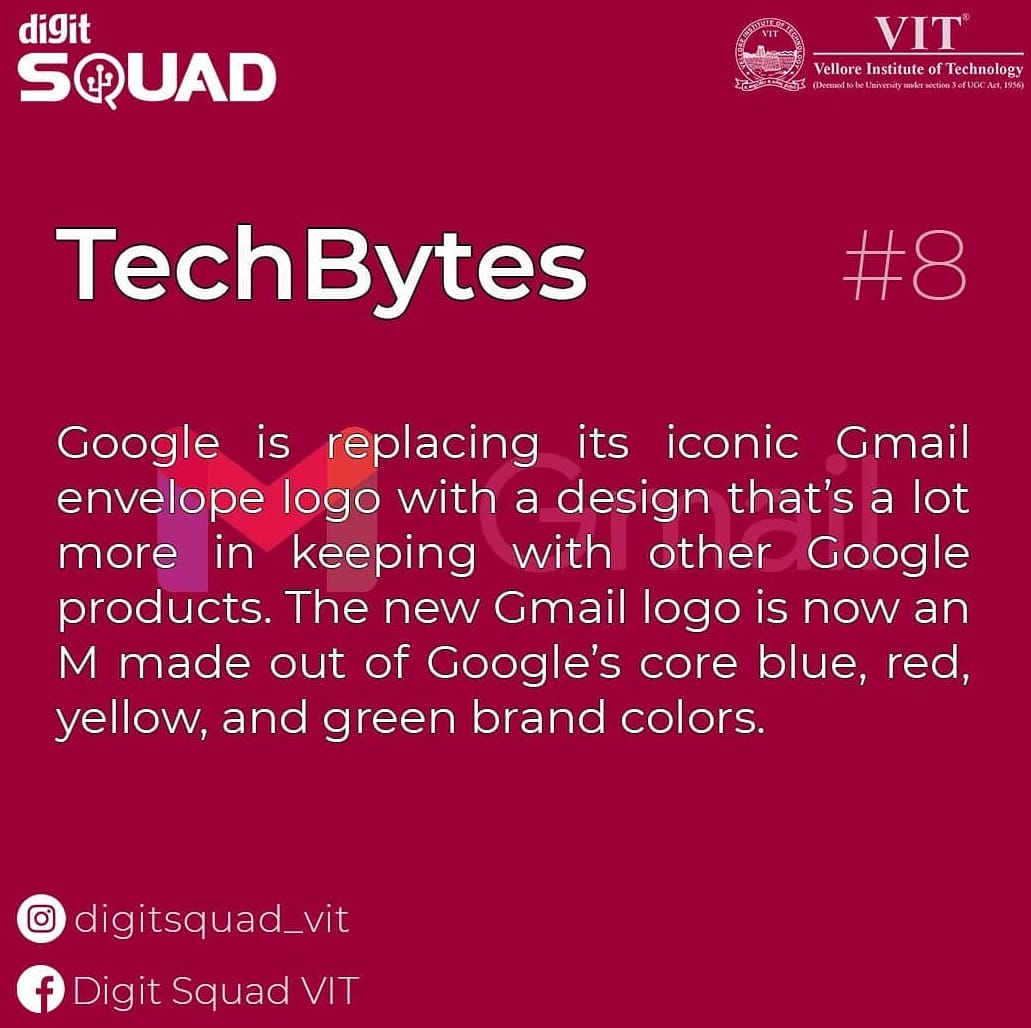 digit
SQUAD
VIT®
Vellore Institute of Technology
(Deemed to be University under section 3 of UGC Act, 1956)
VELLORE INSTITUTE OF TECHNOLOGY
VIT
TechBytes
#8
Google is replacing its iconic Gmail
envelope logo with a design that’s a lot
more in keeping with other Google
products. The new Gmail logo is now an
M made out of Google’s core blue, red,
yellow, and green brand colors.
Gmail
digitsquad_vit
Digit Squad VIT